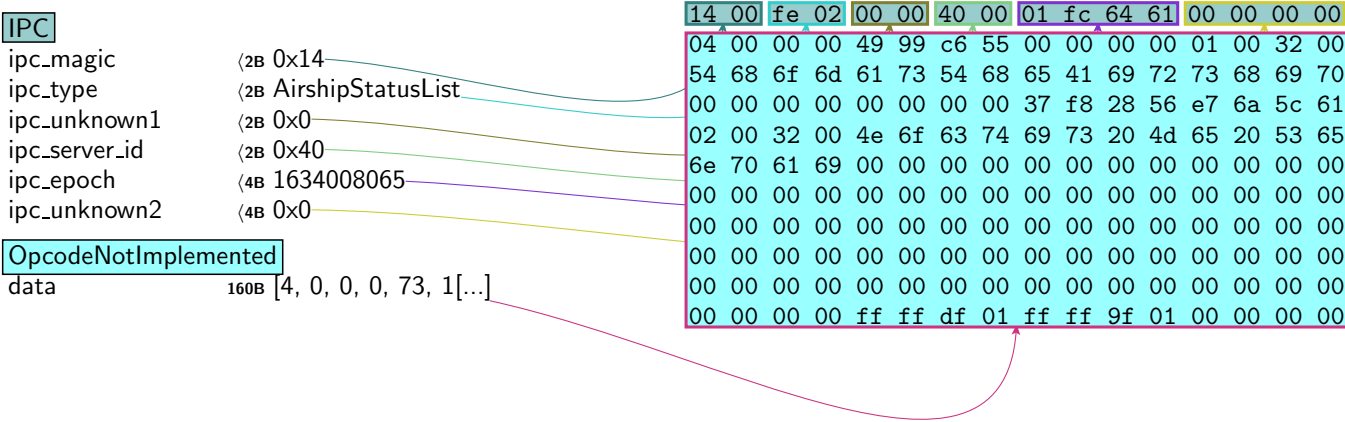 IPC
ipc_magic ⟨2B 0x14
ipc_type ⟨2B AirshipStatusList
ipc_unknown1 ⟨2B 0x0
ipc_server_id ⟨2B 0x40
ipc_epoch ⟨4B 1634008065
ipc_unknown2 ⟨4B 0x0
OpcodeNotImplemented
data 160B [4, 0, 0, 0, 73, 1[...]
14 00 fe 02 00 00 40 00 01 fc 64 61 00 00 00 00
04 00 00 00 49 99 c6 55 00 00 00 00 01 00 32 00
54 68 6f 6d 61 73 54 68 65 41 69 72 73 68 69 70
00 00 00 00 00 00 00 00 37 f8 28 56 e7 6a 5c 61
02 00 32 00 4e 6f 63 74 69 73 20 4d 65 20 53 65
6e 70 61 69 00 00 00 00 00 00 00 00 00 00 00 00
00 00 00 00 00 00 00 00 00 00 00 00 00 00 00 00
00 00 00 00 00 00 00 00 00 00 00 00 00 00 00 00
00 00 00 00 00 00 00 00 00 00 00 00 00 00 00 00
00 00 00 00 00 00 00 00 00 00 00 00 00 00 00 00
00 00 00 00 ff ff df 01 ff ff 9f 01 00 00 00 00